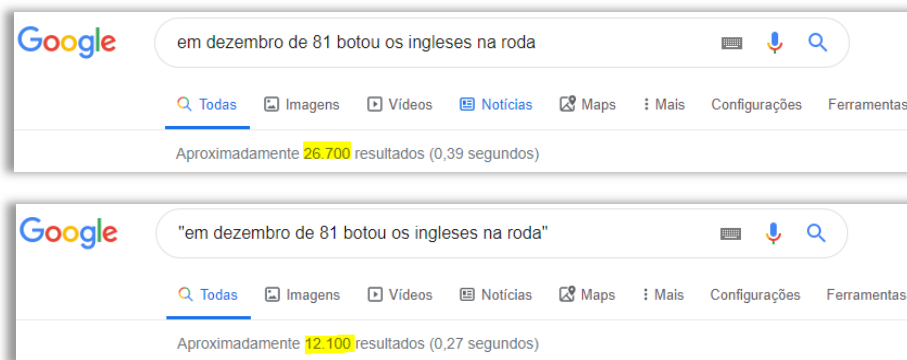 Google em dezembro de 81 botou os ingleses na roda
Todas Imagens Vídeos Notícias Maps Mais Configurações Ferramentas
Aproximadamente 26.700 resultados (0,39 segundos)
Google "em dezembro de 81 botou os ingleses na roda"
Todas Imagens Vídeos Notícias Maps Mais Configurações Ferramentas
Aproximadamente 12.100 resultados (0,27 segundos)